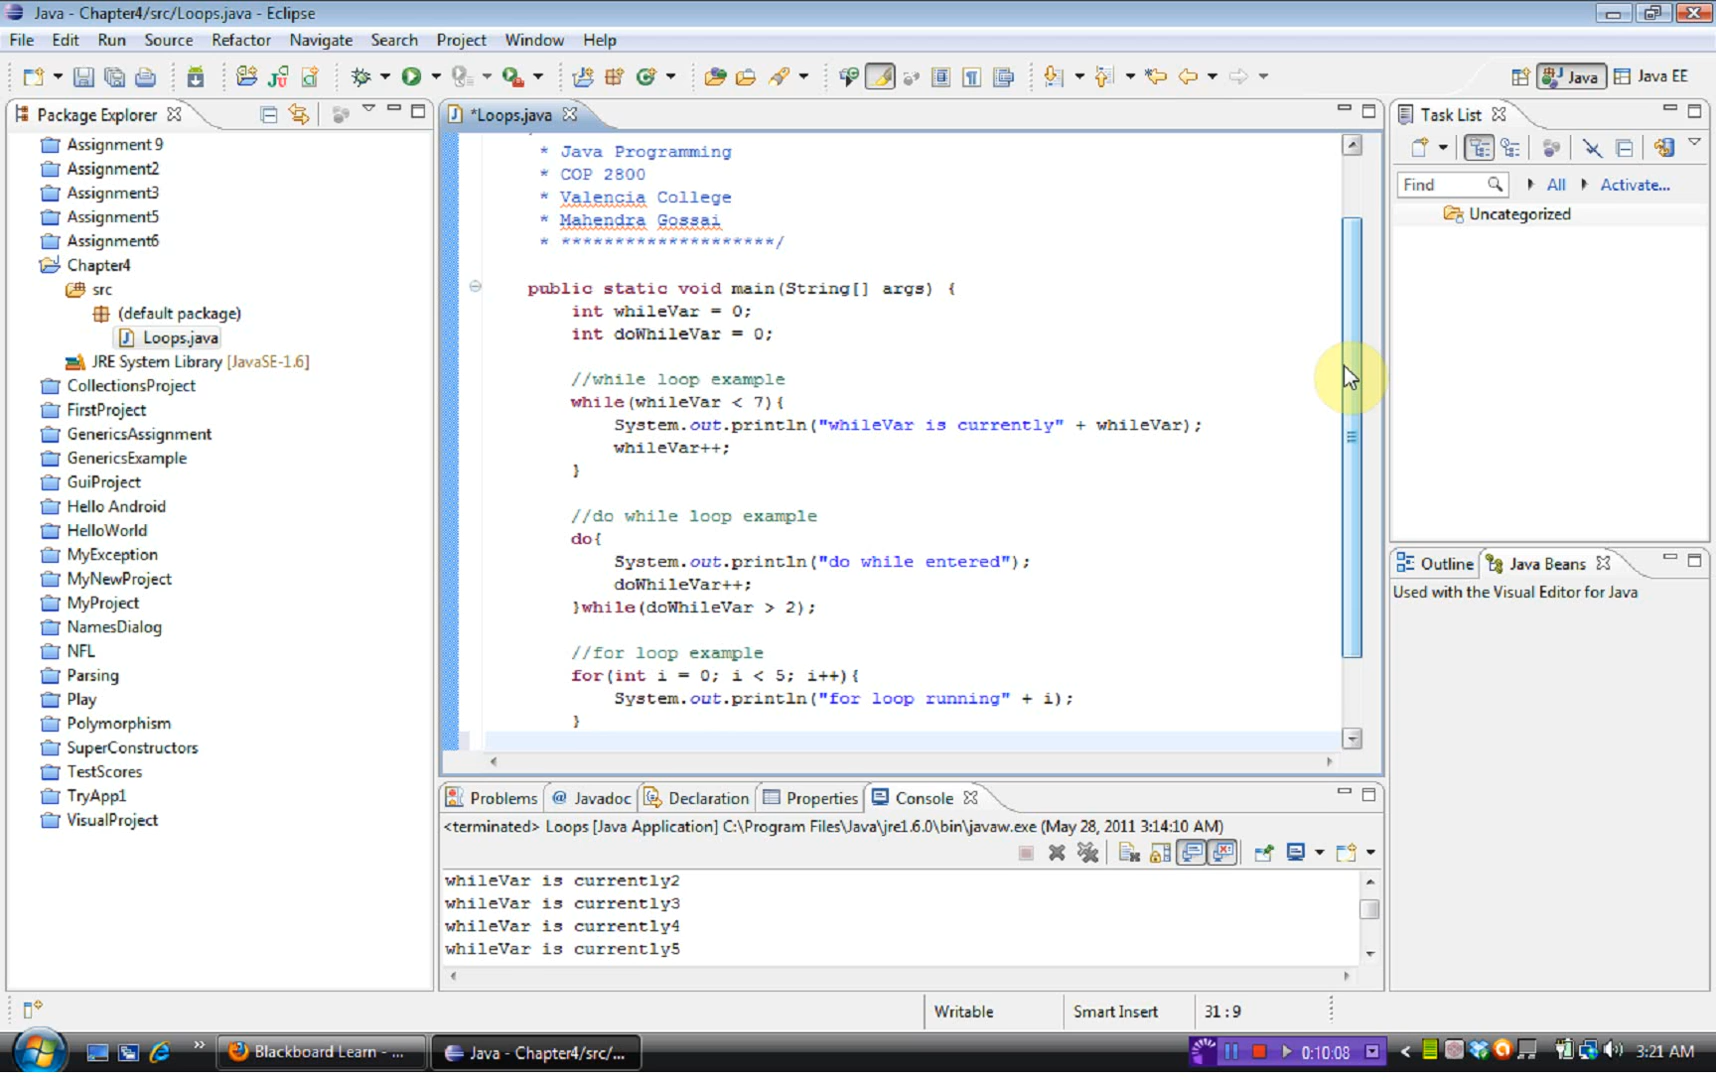 Java - Chapter4/src/Loops.java - Eclipse
File Edit Run Source Refactor Navigate Search Project Window Help
Java Java EE
Package Explorer
Assignment 9
Assignment2
Assignment3
Assignment5
Assignment6
Chapter4
src
(default package)
Loops.java
JRE System Library [JavaSE-1.6]
CollectionsProject
FirstProject
GenericsAssignment
GenericsExample
GuiProject
Hello Android
HelloWorld
MyException
MyNewProject
MyProject
NamesDialog
NFL
Parsing
Play
Polymorphism
SuperConstructors
TestScores
TryApp1
VisualProject
*Loops.java
* Java Programming
* COP 2800
* Valencia College
* Mahendra Gossai
* ********************/
public static void main(String[] args) {
int whileVar = 0;
int doWhileVar = 0;
//while loop example
while(whileVar < 7){
System.out.println("whileVar is currently" + whileVar);
whileVar++;
}
//do while loop example
do{
System.out.println("do while entered");
doWhileVar++;
}while(doWhileVar > 2);
//for loop example
for(int i = 0; i < 5; i++){
System.out.println("for loop running" + i);
}
Task List
Find All Activate...
Uncategorized
Outline Java Beans
Used with the Visual Editor for Java
Problems @ Javadoc Declaration Properties Console
<terminated> Loops [Java Application] C:\Program Files\Java\jre1.6.0\bin\javaw.exe (May 28, 2011 3:14:10 AM)
whileVar is currently2
whileVar is currently3
whileVar is currently4
whileVar is currently5
Writable Smart Insert 31 : 9
Blackboard Learn - ... Java - Chapter4/src/... 0:10:08 3:21 AM